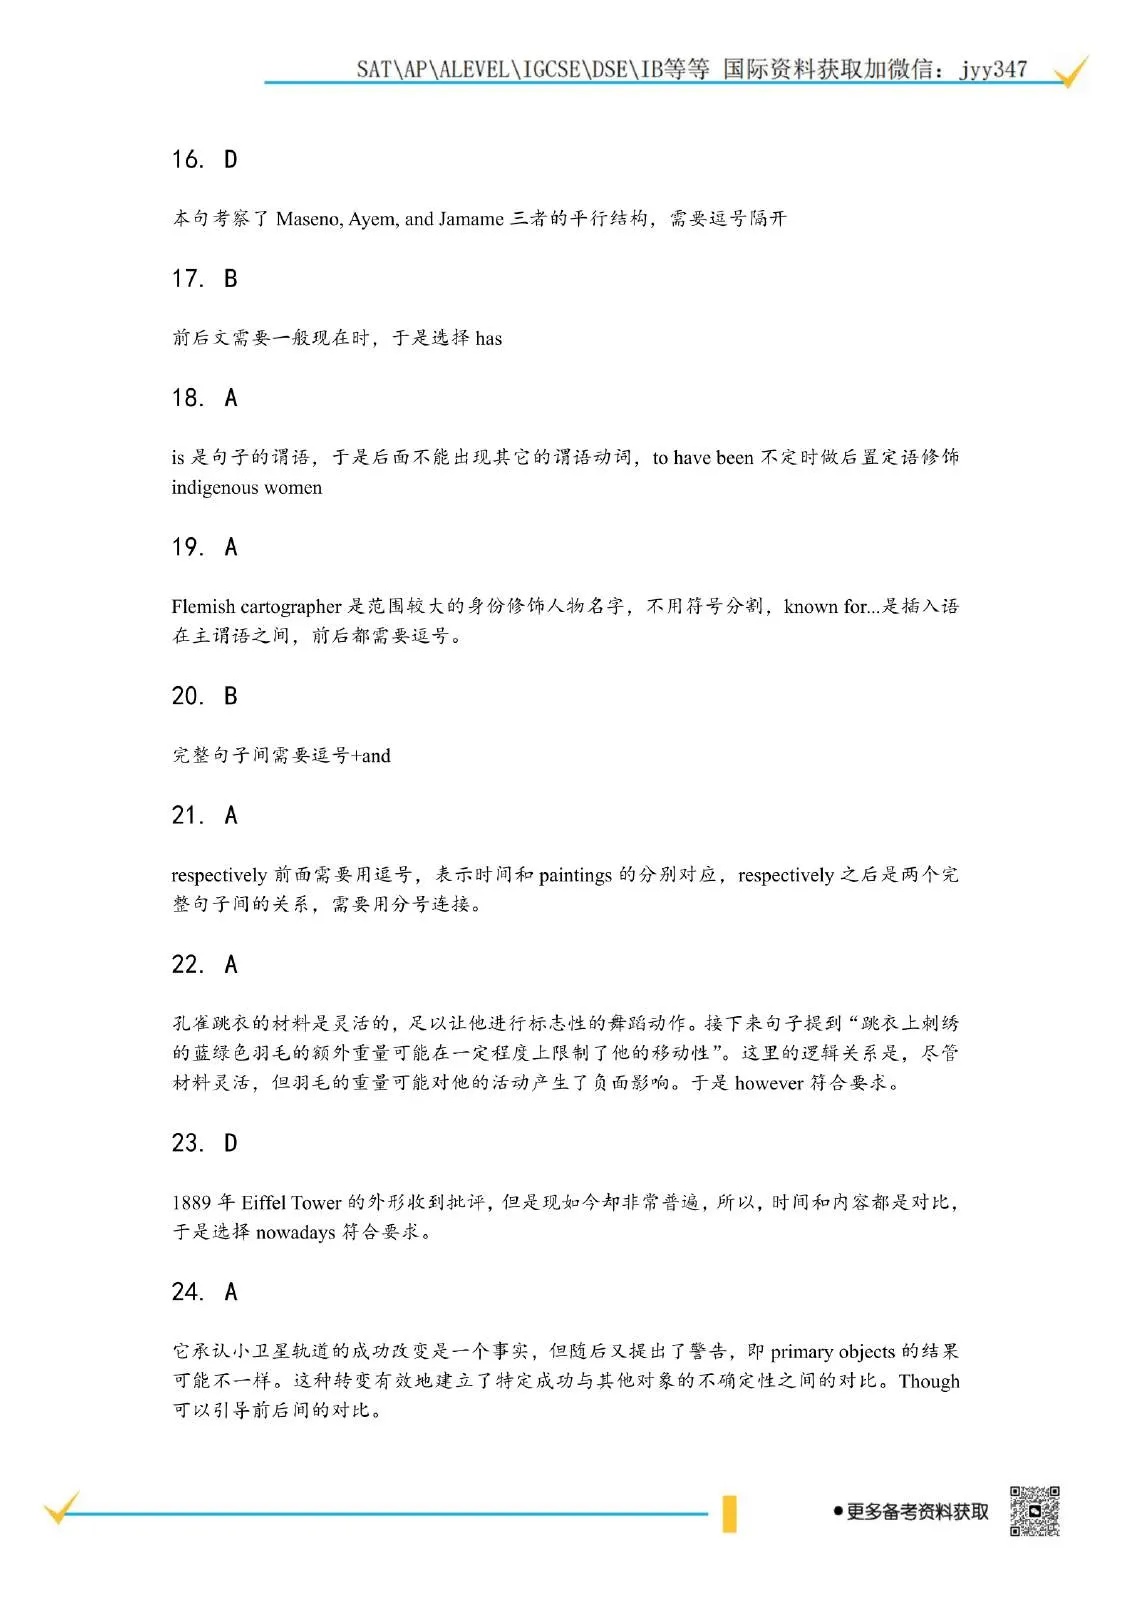 SAT\AP\ALEVEL\IGCSE\DSE\IB等等 国际资料获取加微信: jyy347
16. D
本句考察了 Maseno, Ayem, and Jamame 三者的平行结构，需要逗号隔开
17. B
前后文需要一般现在时，于是选择 has
18. A
is 是句子的谓语，于是后面不能出现其它的谓语动词，to have been 不定时做后置定语修饰
indigenous women
19. A
Flemish cartographer 是范围较大的身份修饰人物名字，不用符号分割，known for...是插入语
在主谓语之间，前后都需要逗号。
20. B
完整句子间需要逗号+and
21. A
respectively 前面需要用逗号，表示时间和 paintings 的分别对应，respectively 之后是两个完
整句子间的关系，需要用分号连接。
22. A
孔雀跳衣的材料是灵活的，足以让他进行标志性的舞蹈动作。接下来句子提到“跳衣上刺绣
的蓝绿色羽毛的额外重量可能在一定程度上限制了他的移动性”。这里的逻辑关系是，尽管
材料灵活，但羽毛的重量可能对他的活动产生了负面影响。于是 however 符合要求。
23. D
1889 年 Eiffel Tower 的外形收到批评，但是现如今却非常普遍，所以，时间和内容都是对比，
于是选择 nowadays 符合要求。
24. A
它承认小卫星轨道的成功改变是一个事实，但随后又提出了警告，即 primary objects 的结果
可能不一样。这种转变有效地建立了特定成功与其他对象的不确定性之间的对比。Though
可以引导前后间的对比。
●更多备考资料获取